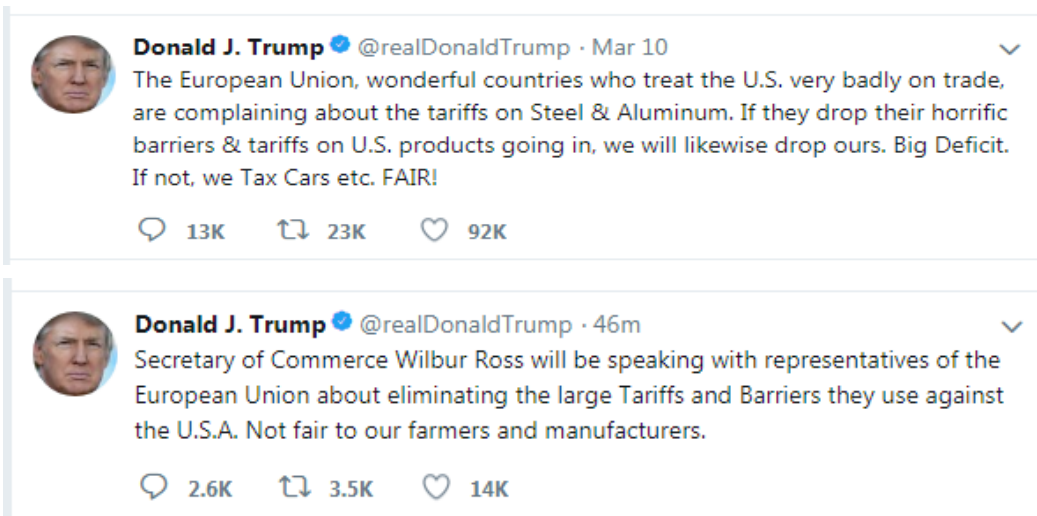 Donald J. Trump @realDonaldTrump · Mar 10
The European Union, wonderful countries who treat the U.S. very badly on trade,
are complaining about the tariffs on Steel & Aluminum. If they drop their horrific
barriers & tariffs on U.S. products going in, we will likewise drop ours. Big Deficit.
If not, we Tax Cars etc. FAIR!
13K 23K 92K
Donald J. Trump @realDonaldTrump · 46m
Secretary of Commerce Wilbur Ross will be speaking with representatives of the
European Union about eliminating the large Tariffs and Barriers they use against
the U.S.A. Not fair to our farmers and manufacturers.
2.6K 3.5K 14K